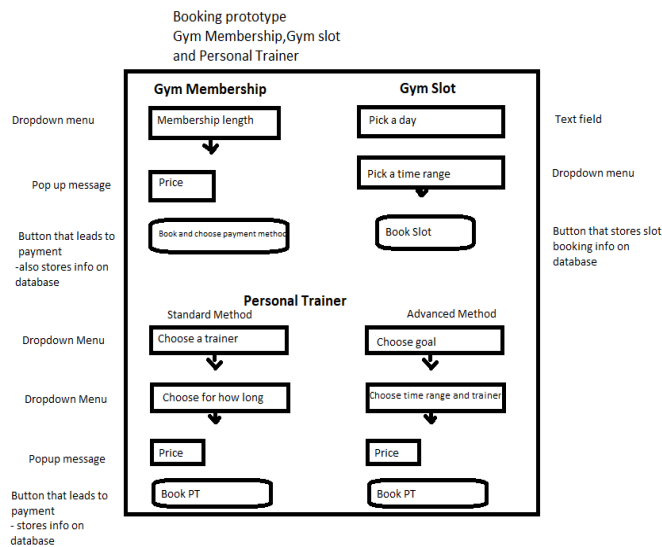 Booking prototype
Gym Membership,Gym slot
and Personal Trainer
Gym Membership
Gym Slot
Dropdown menu
Membership length
Pick a day
Text field
Pop up message
Price
Pick a time range
Dropdown menu
Button that leads to
payment
-also stores info on
database
Book and choose payment method
Book Slot
Button that stores slot
booking info on
database
Personal Trainer
Standard Method
Advanced Method
Dropdown Menu
Choose a trainer
Choose goal
Dropdown Menu
Choose for how long
Choose time range and trainer
Popup message
Price
Price
Button that leads to
payment
- stores info on
database
Book PT
Book PT